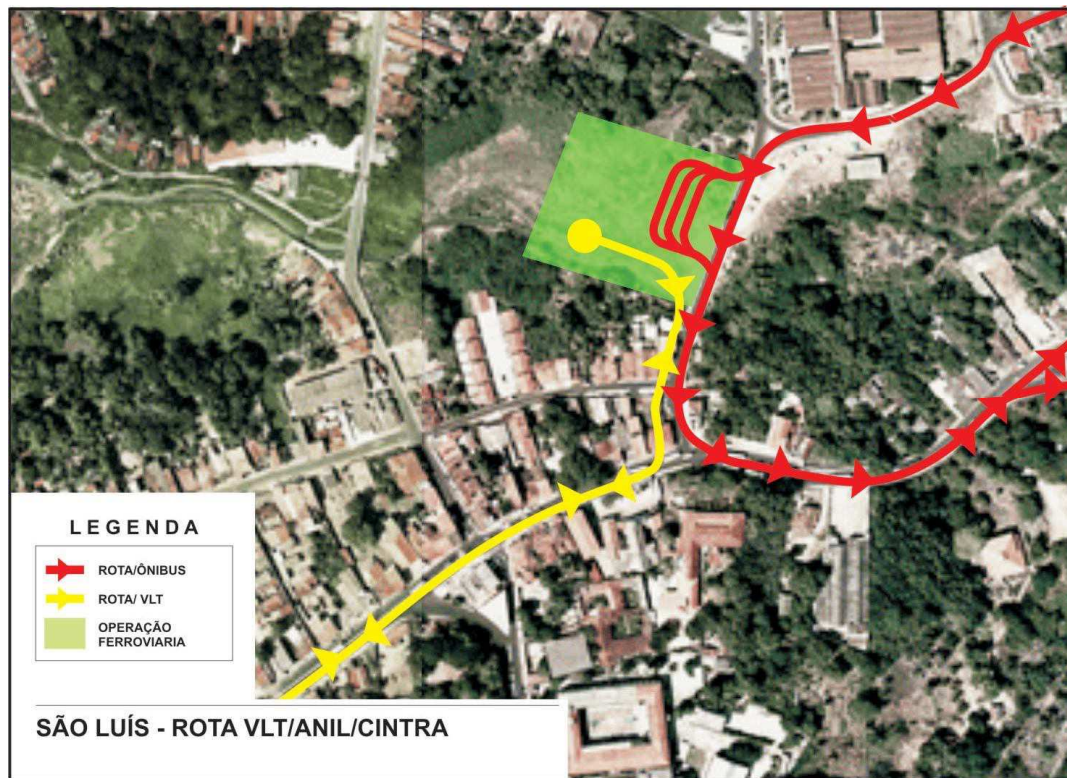 LEGENDA
ROTA/ÔNIBUS
ROTA/ VLT
OPERAÇÃO
FERROVIARIA
SÃO LUÍS - ROTA VLT/ANIL/CINTRA